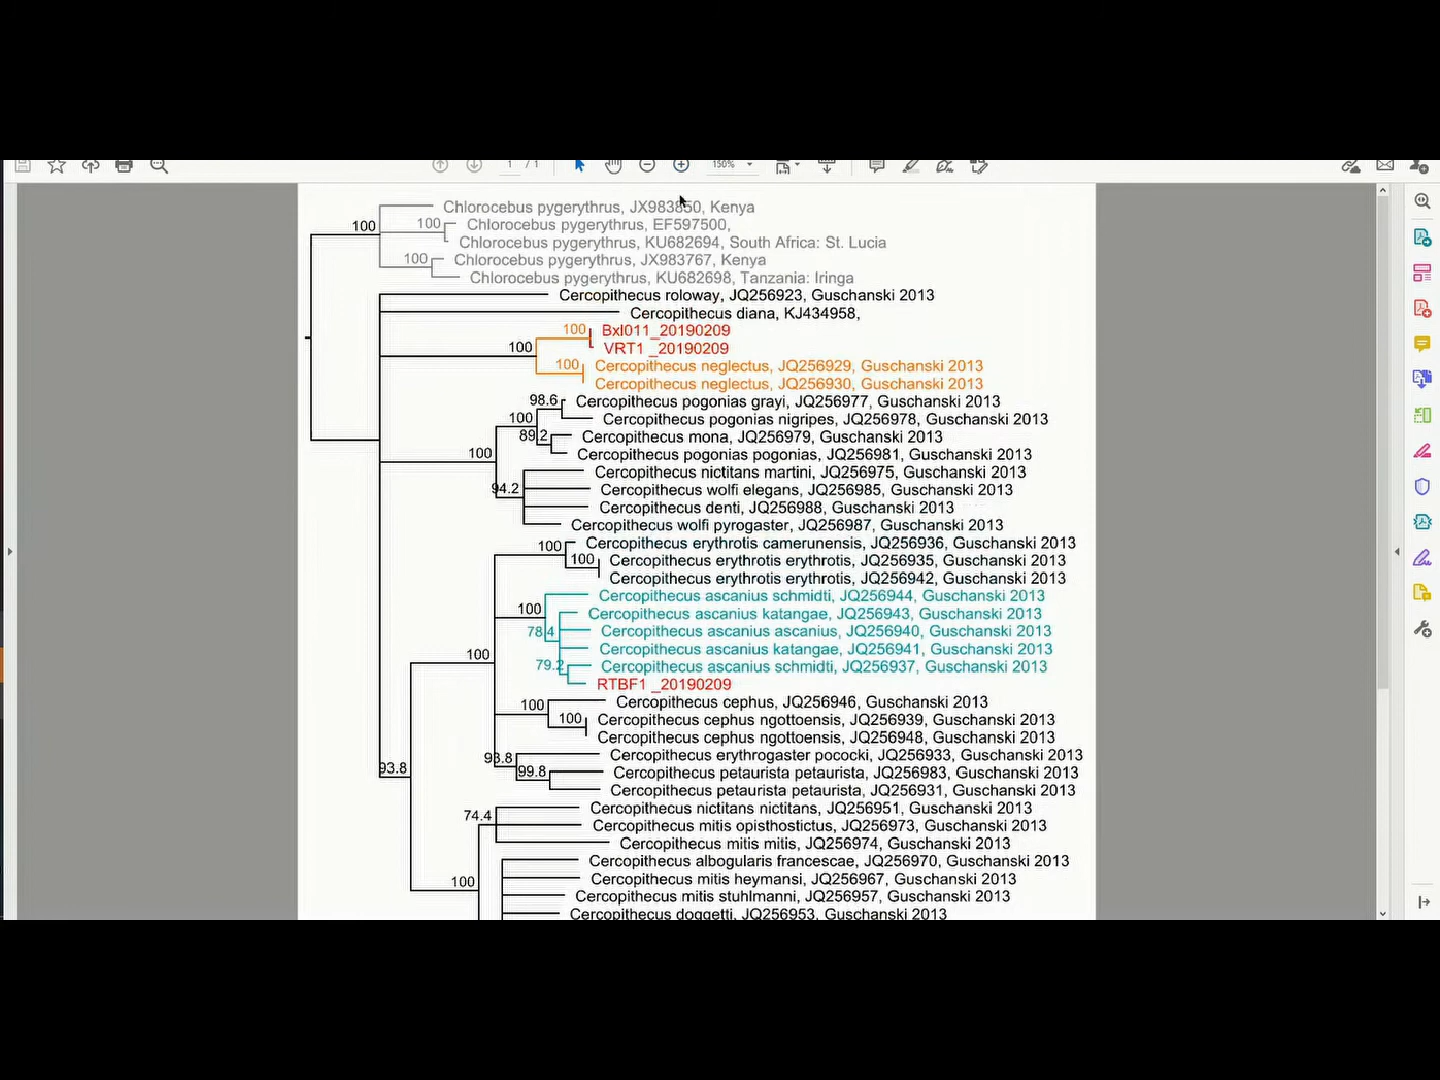 1 / 1 150%
Chlorocebus pygerythrus, JX983850, Kenya
100
100 Chlorocebus pygerythrus, EF597500,
Chlorocebus pygerythrus, KU682694, South Africa: St. Lucia
100 Chlorocebus pygerythrus, JX983767, Kenya
Chlorocebus pygerythrus, KU682698, Tanzania: Iringa
Cercopithecus roloway, JQ256923, Guschanski 2013
Cercopithecus diana, KJ434958,
100 Bxl011_20190209
100 VRT1 _20190209
100 Cercopithecus neglectus, JQ256929, Guschanski 2013
Cercopithecus neglectus, JQ256930, Guschanski 2013
98.6 Cercopithecus pogonias grayi, JQ256977, Guschanski 2013
100 Cercopithecus pogonias nigripes, JQ256978, Guschanski 2013
89.2 Cercopithecus mona, JQ256979, Guschanski 2013
100 Cercopithecus pogonias pogonias, JQ256981, Guschanski 2013
Cercopithecus nictitans martini, JQ256975, Guschanski 2013
94.2 Cercopithecus wolfi elegans, JQ256985, Guschanski 2013
Cercopithecus denti, JQ256988, Guschanski 2013
Cercopithecus wolfi pyrogaster, JQ256987, Guschanski 2013
100 Cercopithecus erythrotis camerunensis, JQ256936, Guschanski 2013
100 Cercopithecus erythrotis erythrotis, JQ256935, Guschanski 2013
Cercopithecus erythrotis erythrotis, JQ256942, Guschanski 2013
Cercopithecus ascanius schmidti, JQ256944, Guschanski 2013
100 Cercopithecus ascanius katangae, JQ256943, Guschanski 2013
78.4 Cercopithecus ascanius ascanius, JQ256940, Guschanski 2013
100 Cercopithecus ascanius katangae, JQ256941, Guschanski 2013
79.2 Cercopithecus ascanius schmidti, JQ256937, Guschanski 2013
RTBF1 _20190209
100 Cercopithecus cephus, JQ256946, Guschanski 2013
100 Cercopithecus cephus ngottoensis, JQ256939, Guschanski 2013
Cercopithecus cephus ngottoensis, JQ256948, Guschanski 2013
93.8 Cercopithecus erythrogaster pococki, JQ256933, Guschanski 2013
93.8 99.8 Cercopithecus petaurista petaurista, JQ256983, Guschanski 2013
Cercopithecus petaurista petaurista, JQ256931, Guschanski 2013
74.4 Cercopithecus nictitans nictitans, JQ256951, Guschanski 2013
Cercopithecus mitis opisthostictus, JQ256973, Guschanski 2013
Cercopithecus mitis mitis, JQ256974, Guschanski 2013
Cercopithecus albogularis francescae, JQ256970, Guschanski 2013
100 Cercopithecus mitis heymansi, JQ256967, Guschanski 2013
Cercopithecus mitis stuhlmanni, JQ256957, Guschanski 2013
Cercopithecus doggetti, JQ256953, Guschanski 2013